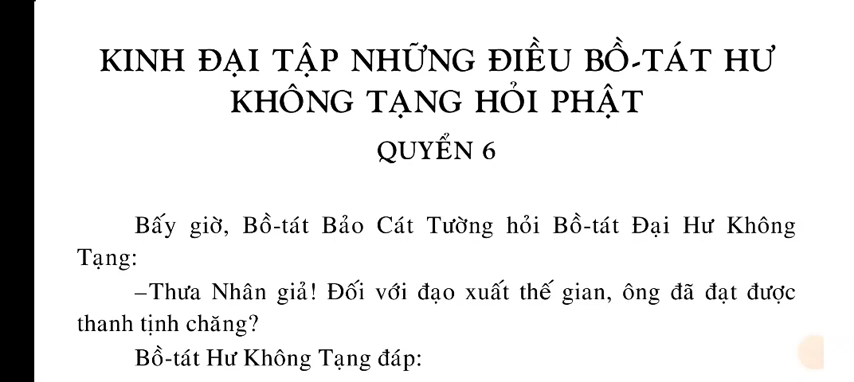 KINH ĐẠI TẬP NHỮNG ĐIỀU BỒ-TÁT HƯ
KHÔNG TẠNG HỎI PHẬT
QUYỂN 6
Bấy giờ, Bồ-tát Bảo Cát Tường hỏi Bồ-tát Đại Hư Không
Tạng:
–Thưa Nhân giả! Đối với đạo xuất thế gian, ông đã đạt được
thanh tịnh chăng?
Bồ-tát Hư Không Tạng đáp: